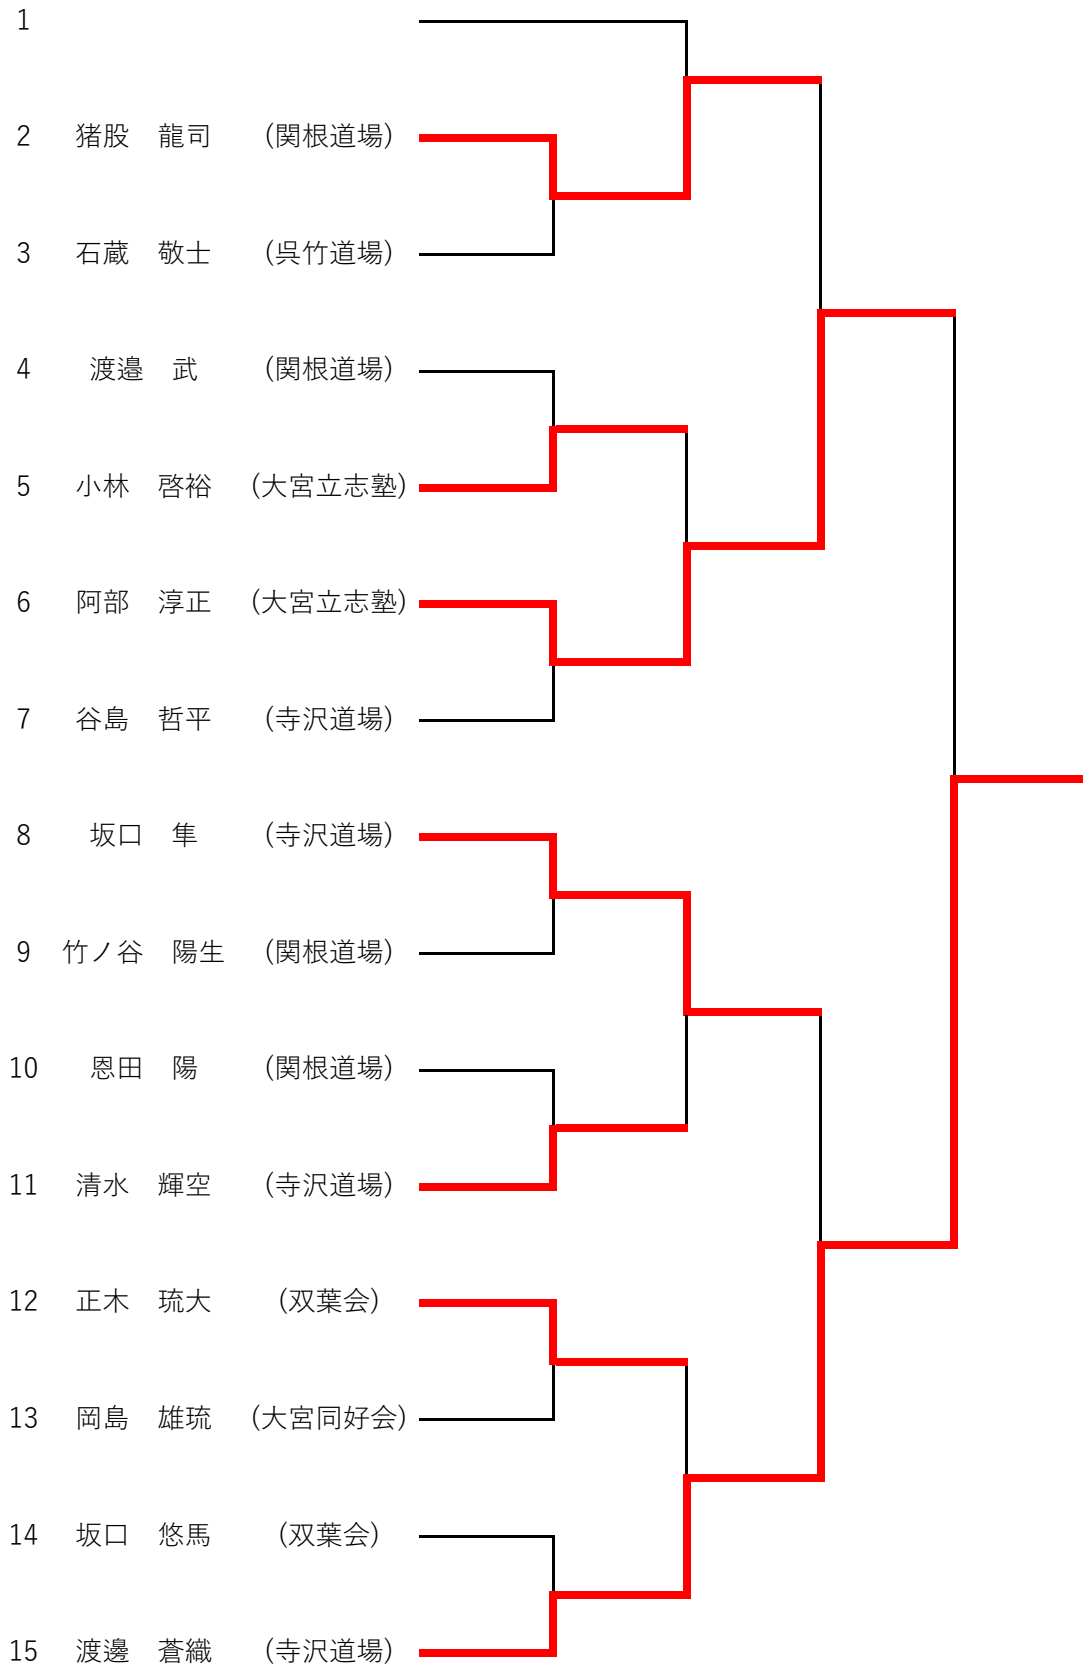 1
2 猪股 龍司 (関根道場)
3 石蔵 敬士 (呉竹道場)
4 渡邉 武 (関根道場)
5 小林 啓裕 (大宮立志塾)
6 阿部 淳正 (大宮立志塾)
7 谷島 哲平 (寺沢道場)
8 坂口 隼 (寺沢道場)
9 竹ノ谷 陽生 (関根道場)
10 恩田 陽 (関根道場)
11 清水 輝空 (寺沢道場)
12 正木 琉大 (双葉会)
13 岡島 雄琉 (大宮同好会)
14 坂口 悠馬 (双葉会)
15 渡邊 蒼織 (寺沢道場)